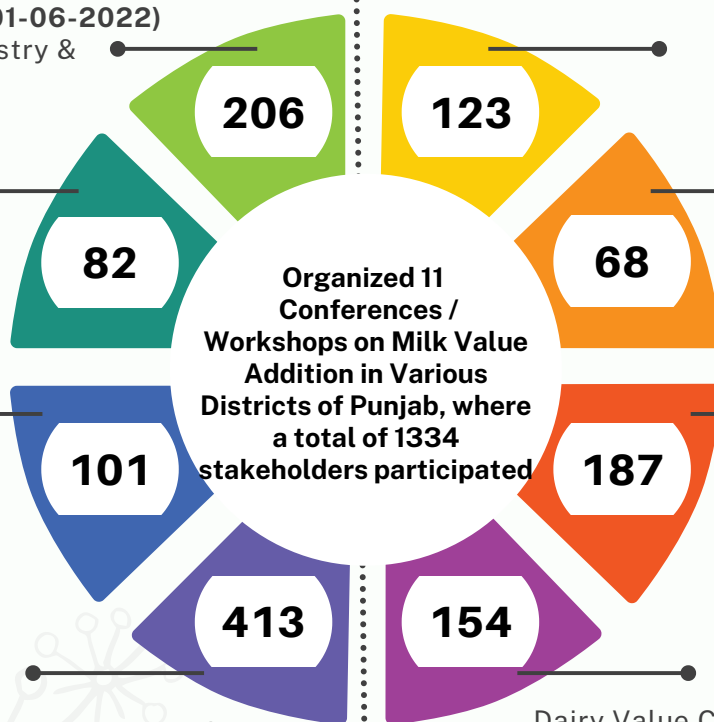 01-06-2022)
stry &
206
123
82
68
Organized 11
Conferences /
Workshops on Milk Value
Addition in Various
Districts of Punjab, where
a total of 1334
stakeholders participated
101
187
413
154
Dairy Value